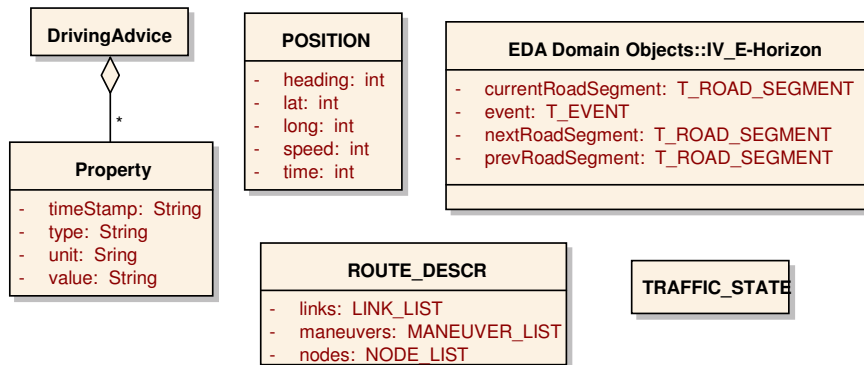 DrivingAdvice
*
Property
- timeStamp: String
- type: String
- unit: Sring
- value: String
POSITION
- heading: int
- lat: int
- long: int
- speed: int
- time: int
EDA Domain Objects::IV_E-Horizon
- currentRoadSegment: T_ROAD_SEGMENT
- event: T_EVENT
- nextRoadSegment: T_ROAD_SEGMENT
- prevRoadSegment: T_ROAD_SEGMENT
ROUTE_DESCR
- links: LINK_LIST
- maneuvers: MANEUVER_LIST
- nodes: NODE_LIST
TRAFFIC_STATE